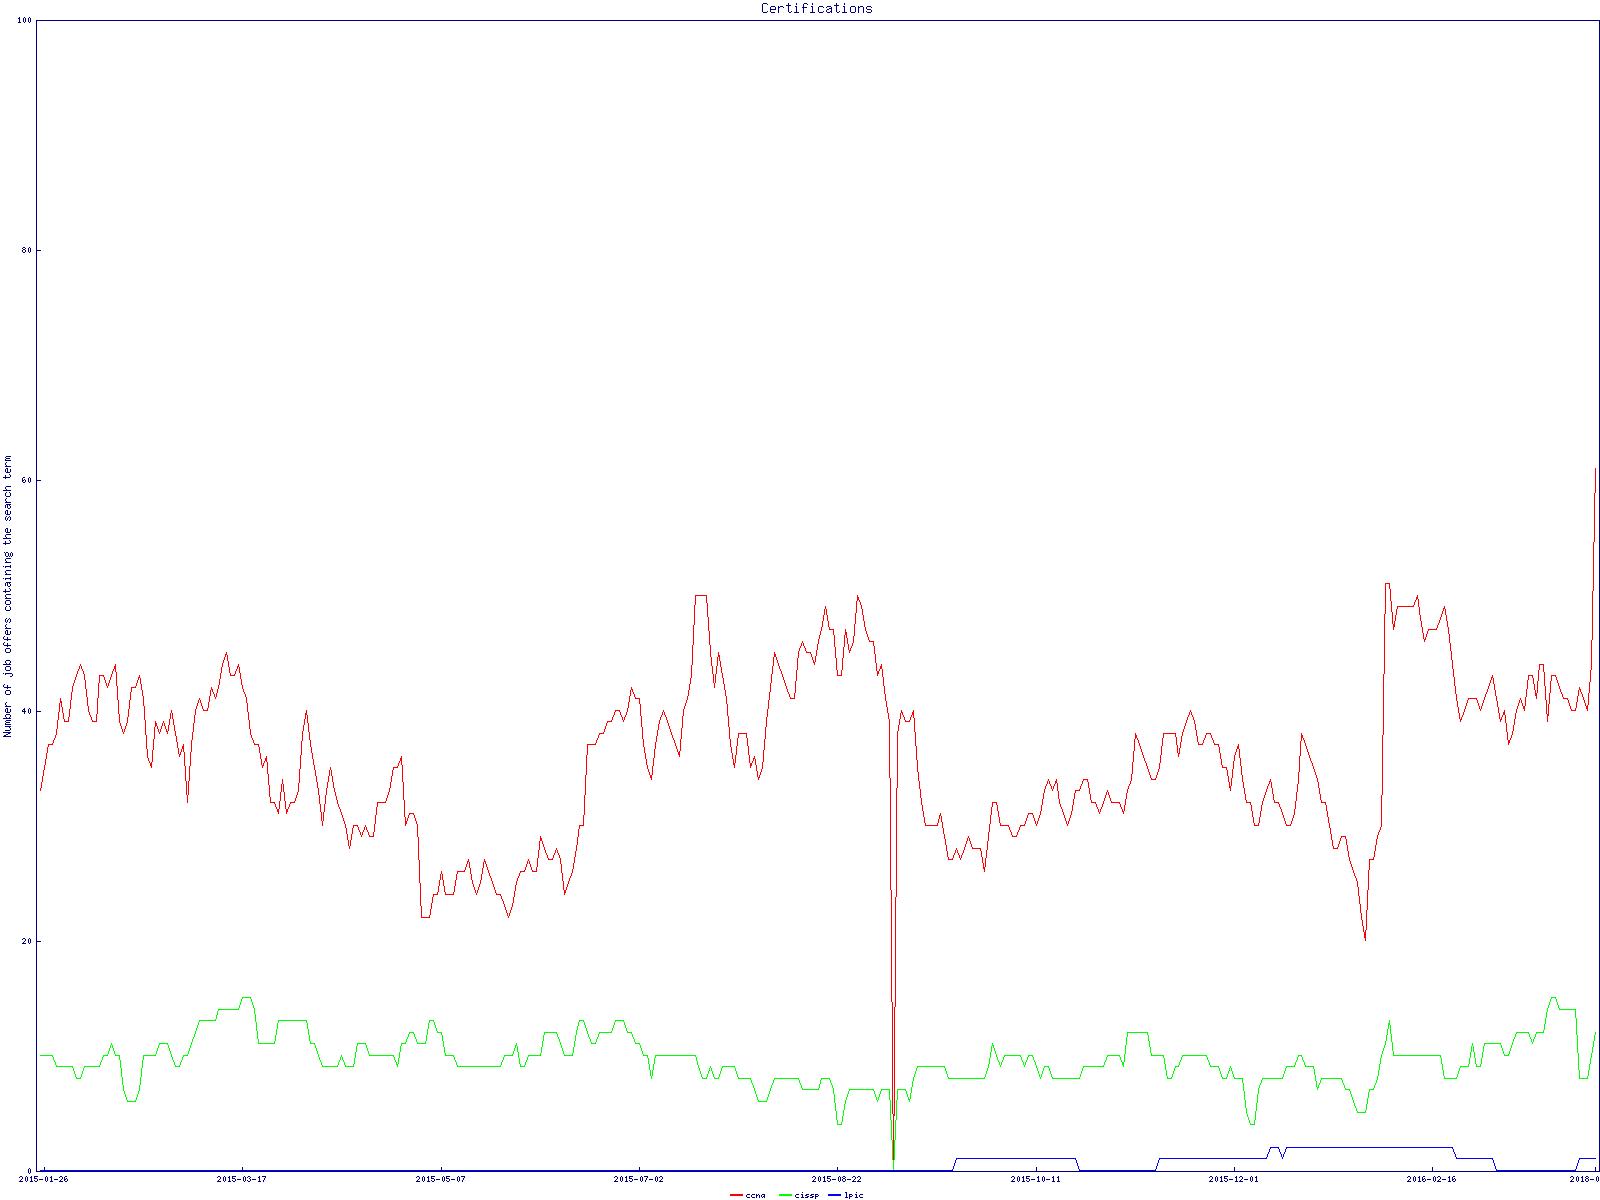 Certifications
100
80
60
40
20
0
Number of job offers containing the search term
2015-01-26 2015-03-17 2015-05-07 2015-07-02 2015-08-22 2015-10-11 2015-12-01 2016-02-16 2018-0
ccna cissp lpic